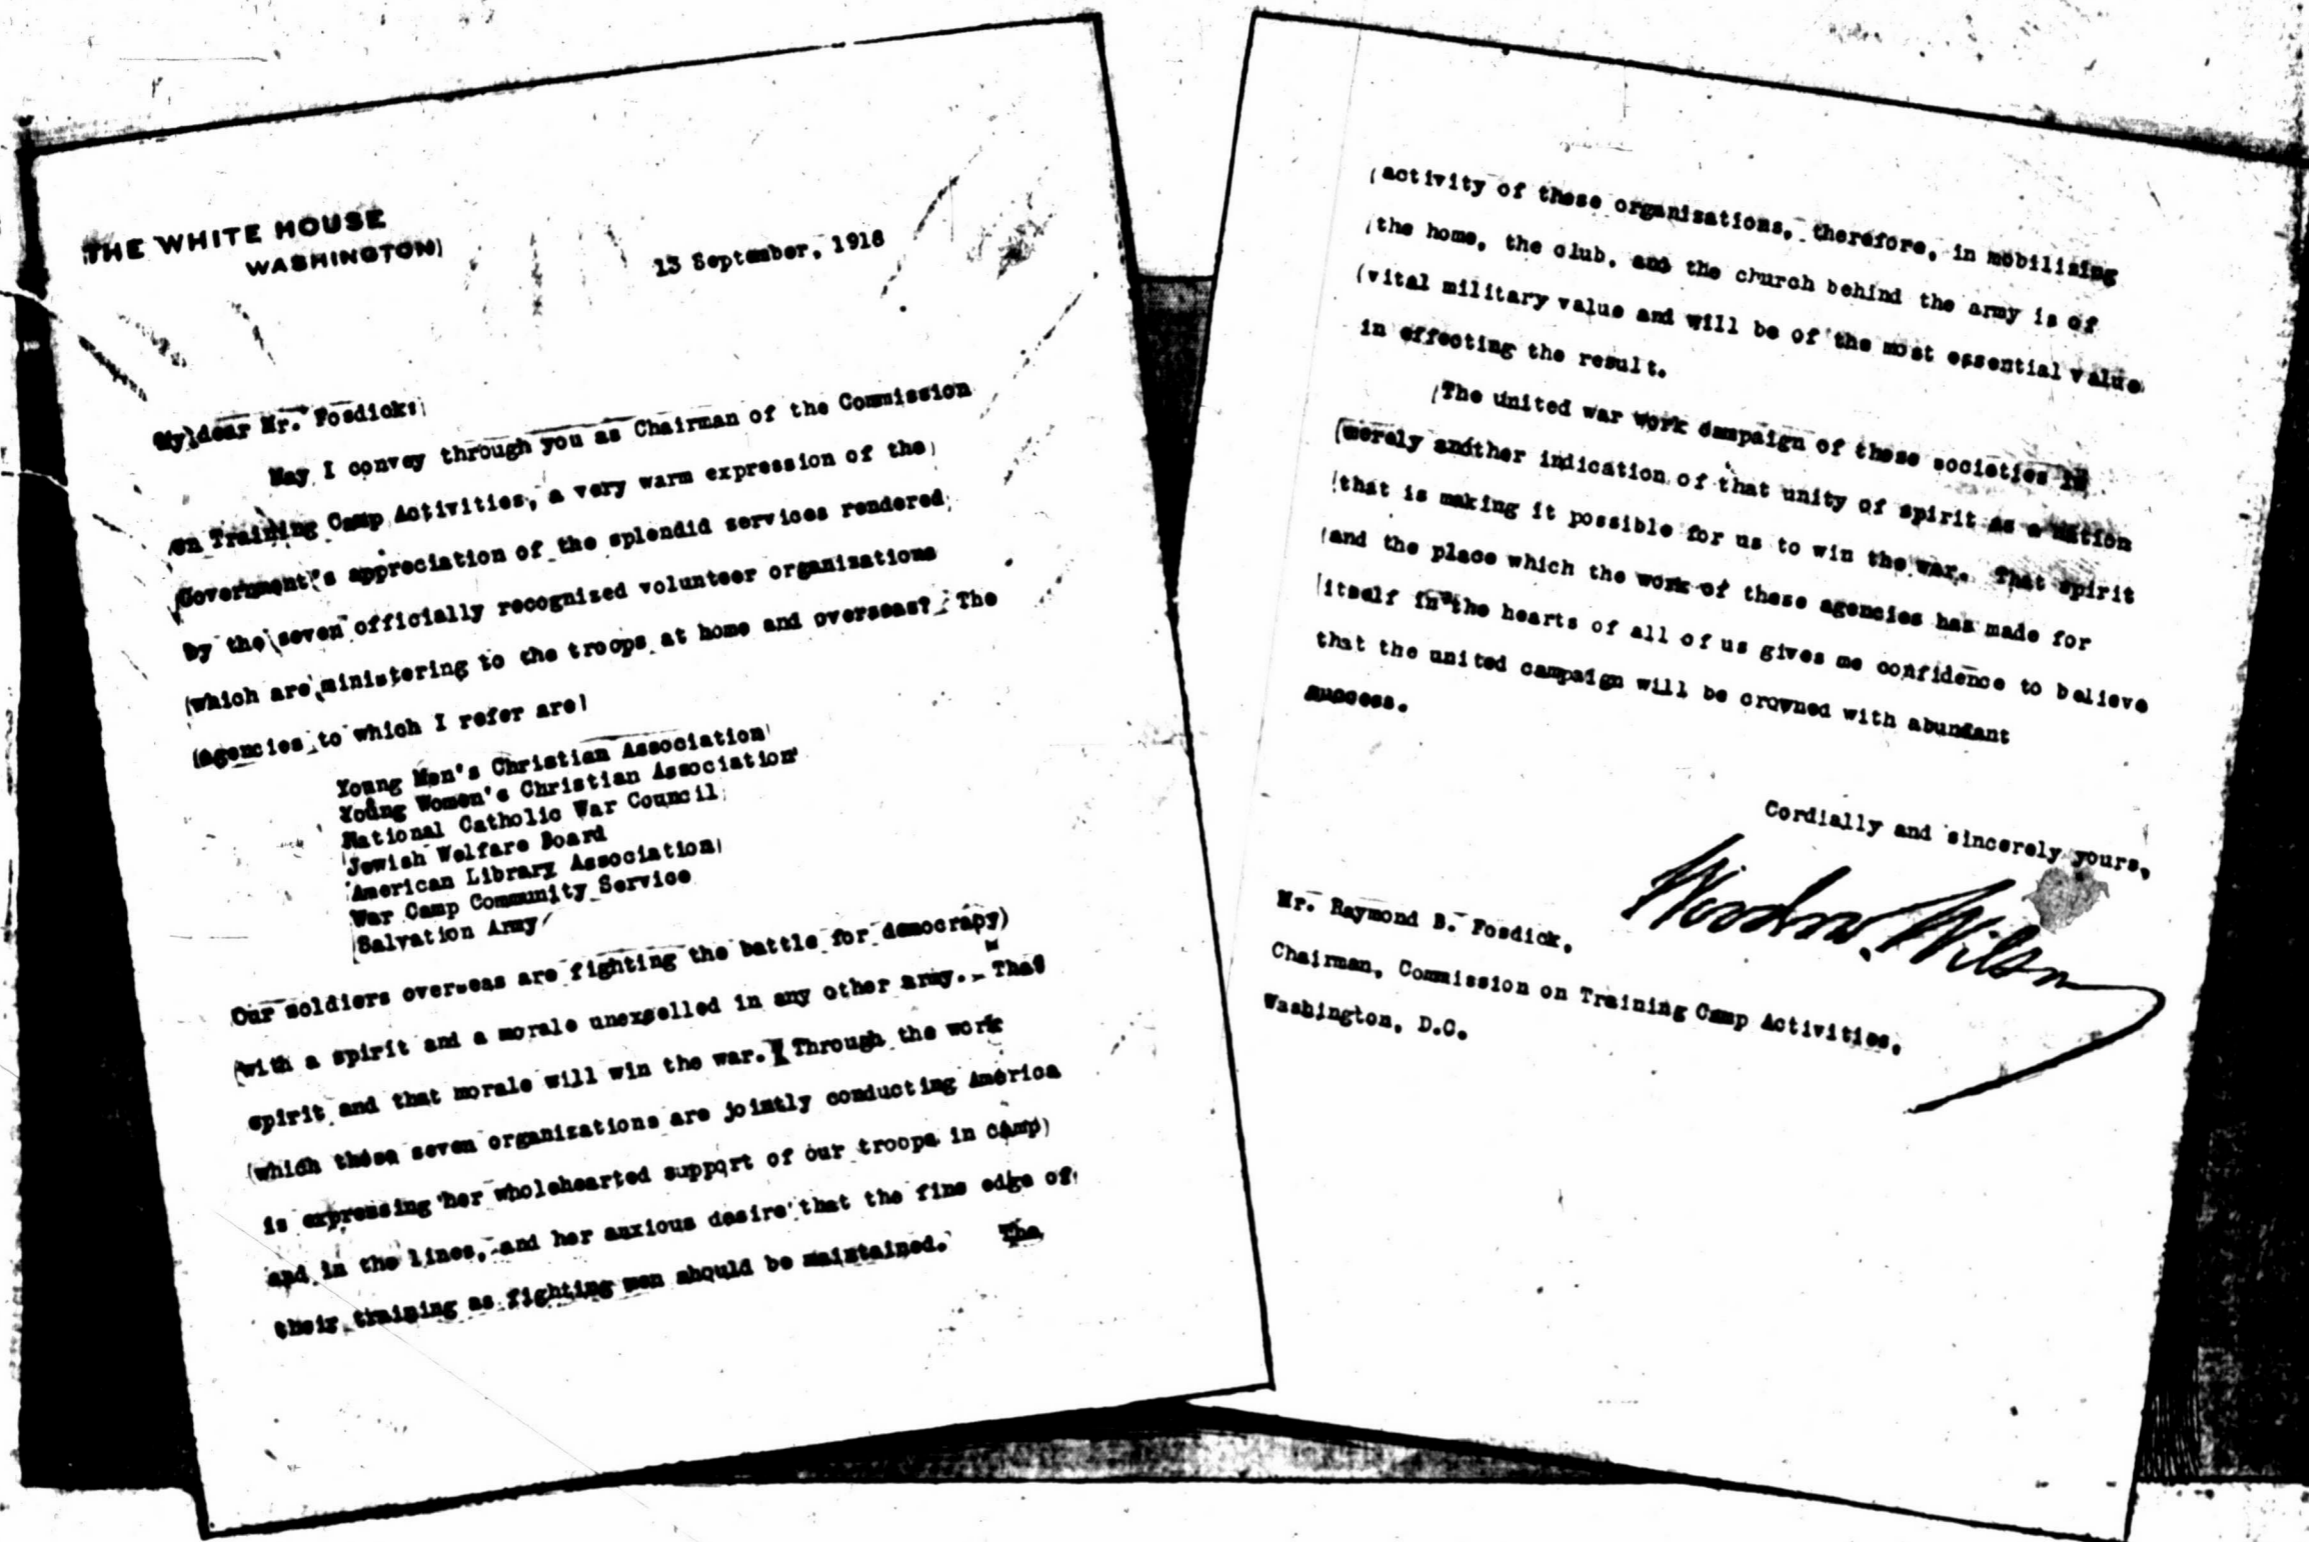 THE WHITE HOUSE
WASHINGTON
13 September, 1918
My dear Mr. Fosdick:
May I convey through you as Chairman of the Commission
on Training Camp Activities, a very warm expression of the
Government's appreciation of the splendid services rendered
by the seven officially recognized volunteer organizations
which are ministering to the troops at home and overseas? The
agencies to which I refer are
Young Men's Christian Association
Young Women's Christian Association
National Catholic War Council
Jewish Welfare Board
American Library Association
War Camp Community Service
Salvation Army
Our soldiers overseas are fighting the battle for democracy
with a spirit and a morale unexcelled in any other army. That
spirit and that morale will win the war. Through the work
which these seven organizations are jointly conducting America
is expressing her wholehearted support of our troops in camp
and in the lines, and her anxious desire that the fine edge of
their training as fighting men should be maintained. The
activity of these organizations, therefore, in mobilizing
the home, the club, and the church behind the army is of
vital military value and will be of the most essential value
in effecting the result.
The united war work campaign of these societies is
merely another indication of that unity of spirit as a nation
that is making it possible for us to win the war. That spirit
and the place which the work of these agencies has made for
itself in the hearts of all of us gives me confidence to believe
that the united campaign will be crowned with abundant
success.
Cordially and sincerely yours,
Woodrow Wilson
Mr. Raymond B. Fosdick,
Chairman, Commission on Training Camp Activities,
Washington, D.C.